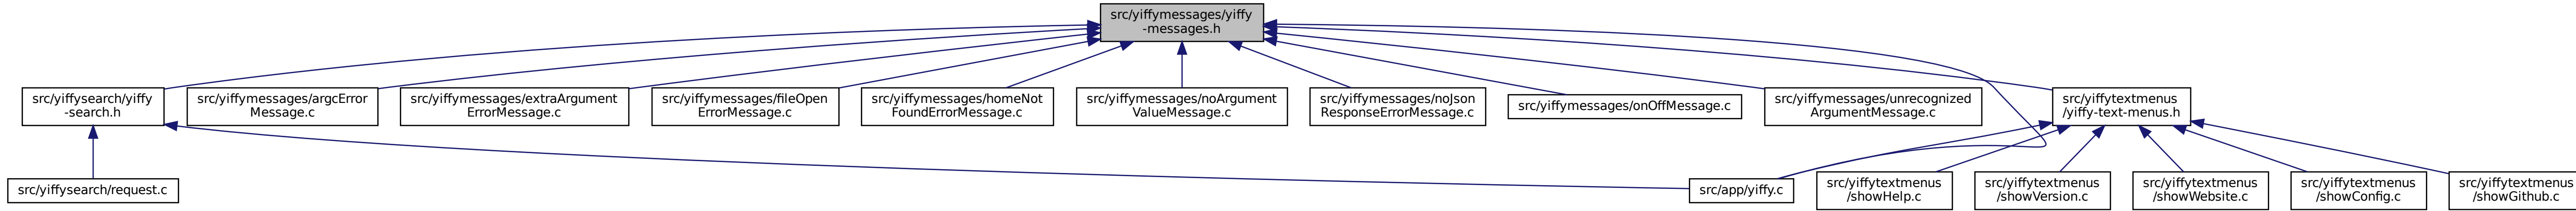 src/yiffymessages/yiffy
-messages.h
src/yiffysearch/yiffy
-search.h
src/yiffymessages/argcError
Message.c
src/yiffymessages/extraArgument
ErrorMessage.c
src/yiffymessages/fileOpen
ErrorMessage.c
src/yiffymessages/homeNot
FoundErrorMessage.c
src/yiffymessages/noArgument
ValueMessage.c
src/yiffymessages/noJson
ResponseErrorMessage.c
src/yiffymessages/onOffMessage.c
src/yiffymessages/unrecognized
ArgumentMessage.c
src/yiffytextmenus
/yiffy-text-menus.h
src/yiffysearch/request.c
src/app/yiffy.c
src/yiffytextmenus
/showHelp.c
src/yiffytextmenus
/showVersion.c
src/yiffytextmenus
/showWebsite.c
src/yiffytextmenus
/showConfig.c
src/yiffytextmenus
/showGithub.c